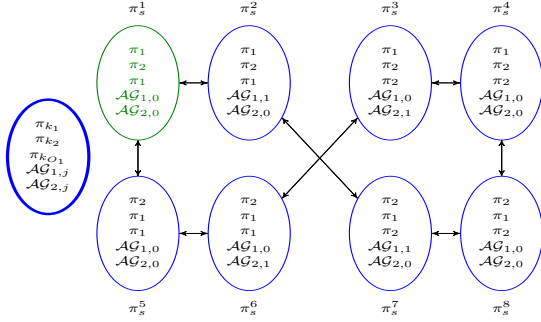 π_s^1
π_s^2
π_s^3
π_s^4
π_1
π_2
π_1
𝒜𝒢_{1,0}
𝒜𝒢_{2,0}
π_1
π_2
π_1
𝒜𝒢_{1,1}
𝒜𝒢_{2,0}
π_1
π_2
π_2
𝒜𝒢_{1,0}
𝒜𝒢_{2,1}
π_1
π_2
π_2
𝒜𝒢_{1,0}
𝒜𝒢_{2,0}
π_{k_1}
π_{k_2}
π_{k_{O_1}}
𝒜𝒢_{1,j}
𝒜𝒢_{2,j}
π_2
π_1
π_1
𝒜𝒢_{1,0}
𝒜𝒢_{2,0}
π_2
π_1
π_1
𝒜𝒢_{1,0}
𝒜𝒢_{2,1}
π_2
π_1
π_2
𝒜𝒢_{1,1}
𝒜𝒢_{2,0}
π_2
π_1
π_2
𝒜𝒢_{1,0}
𝒜𝒢_{2,0}
π_s^5
π_s^6
π_s^7
π_s^8